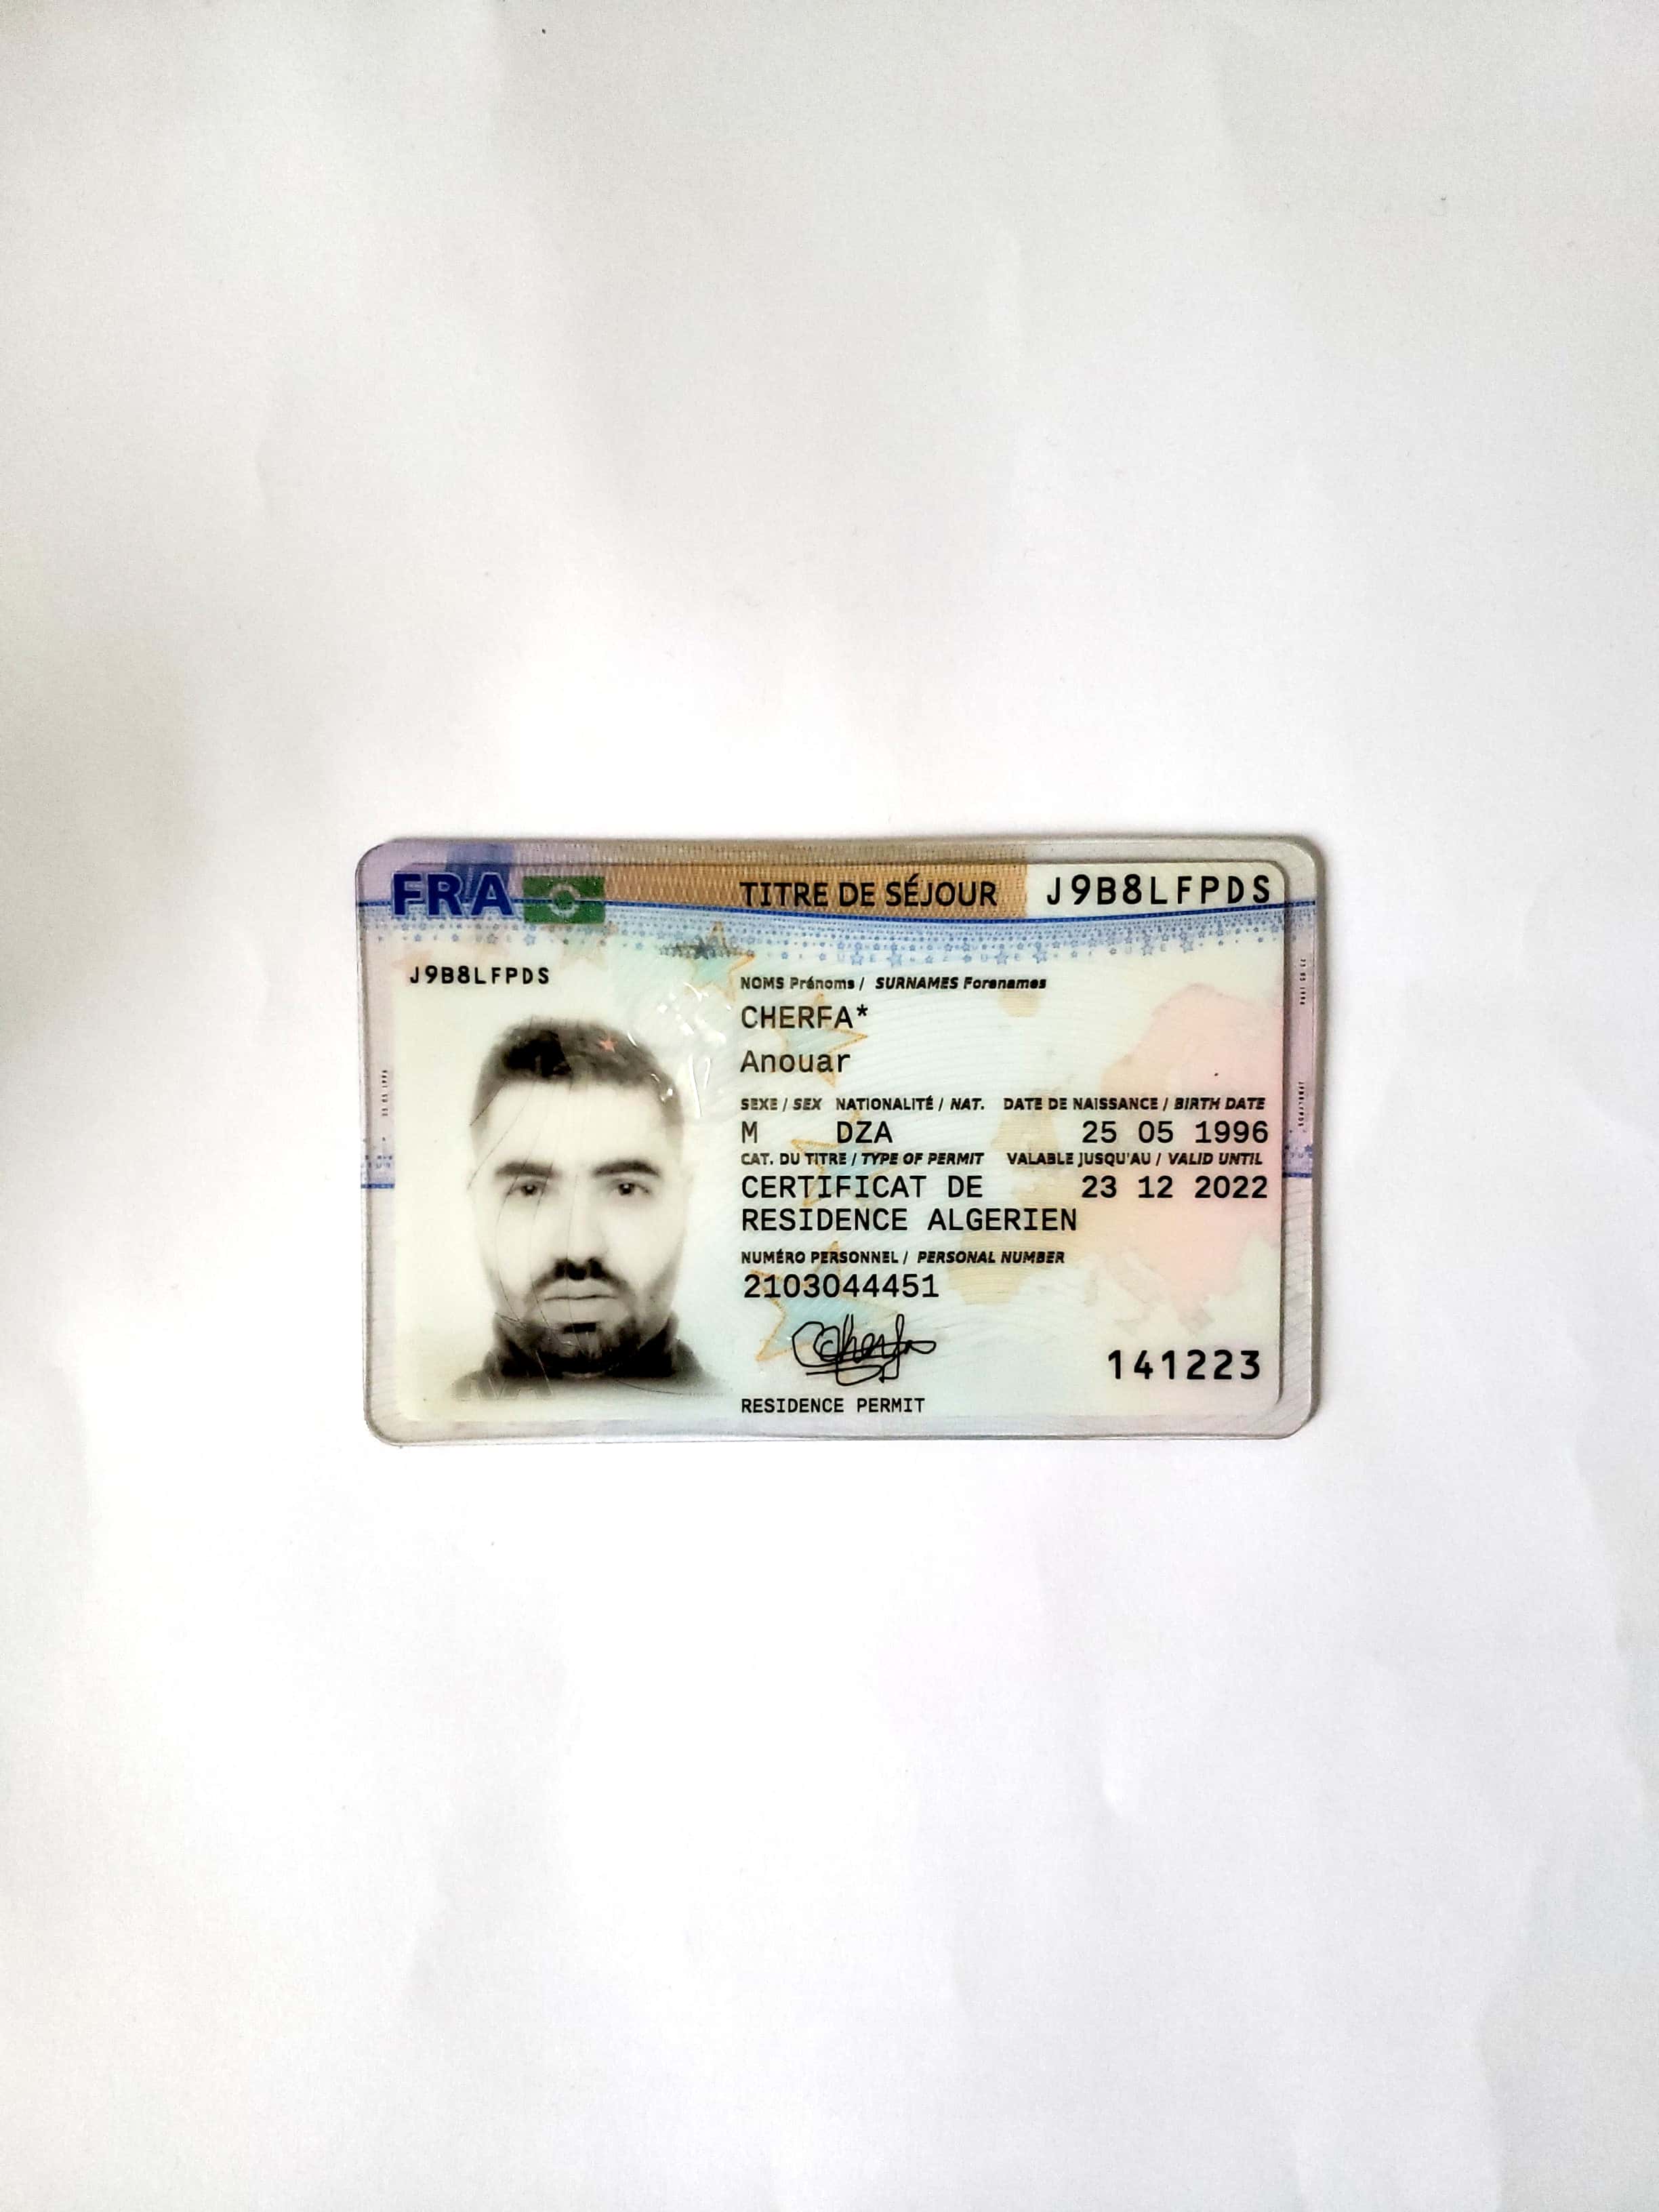 FRA
TITRE DE SÉJOUR
J9B8LFPDS
J9B8LFPDS
NOMS Prénoms / SURNAMES Forenames
CHERFA*
Anouar
SEXE / SEX NATIONALITÉ / NAT. DATE DE NAISSANCE / BIRTH DATE
M DZA 25 05 1996
CAT. DU TITRE / TYPE OF PERMIT VALABLE JUSQU'AU / VALID UNTIL
CERTIFICAT DE 23 12 2022
RESIDENCE ALGERIEN
NUMÉRO PERSONNEL / PERSONAL NUMBER
2103044451
141223
RESIDENCE PERMIT